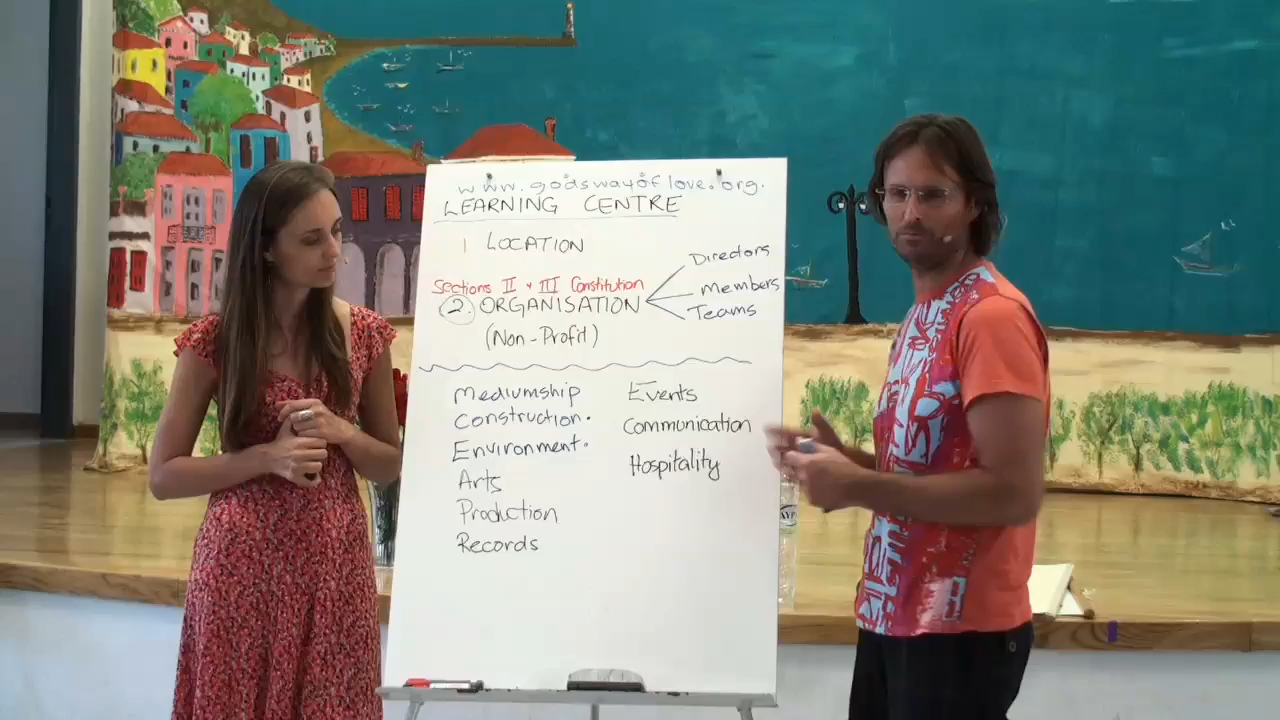 www.godswayoflove.org.
LEARNING CENTRE
1 LOCATION
Sections II + III Constitution
2. ORGANISATION
(Non-Profit)
Directors
members
Teams
Mediumship
Construction.
Environment.
Arts
Production
Records
Events
Communication
Hospitality